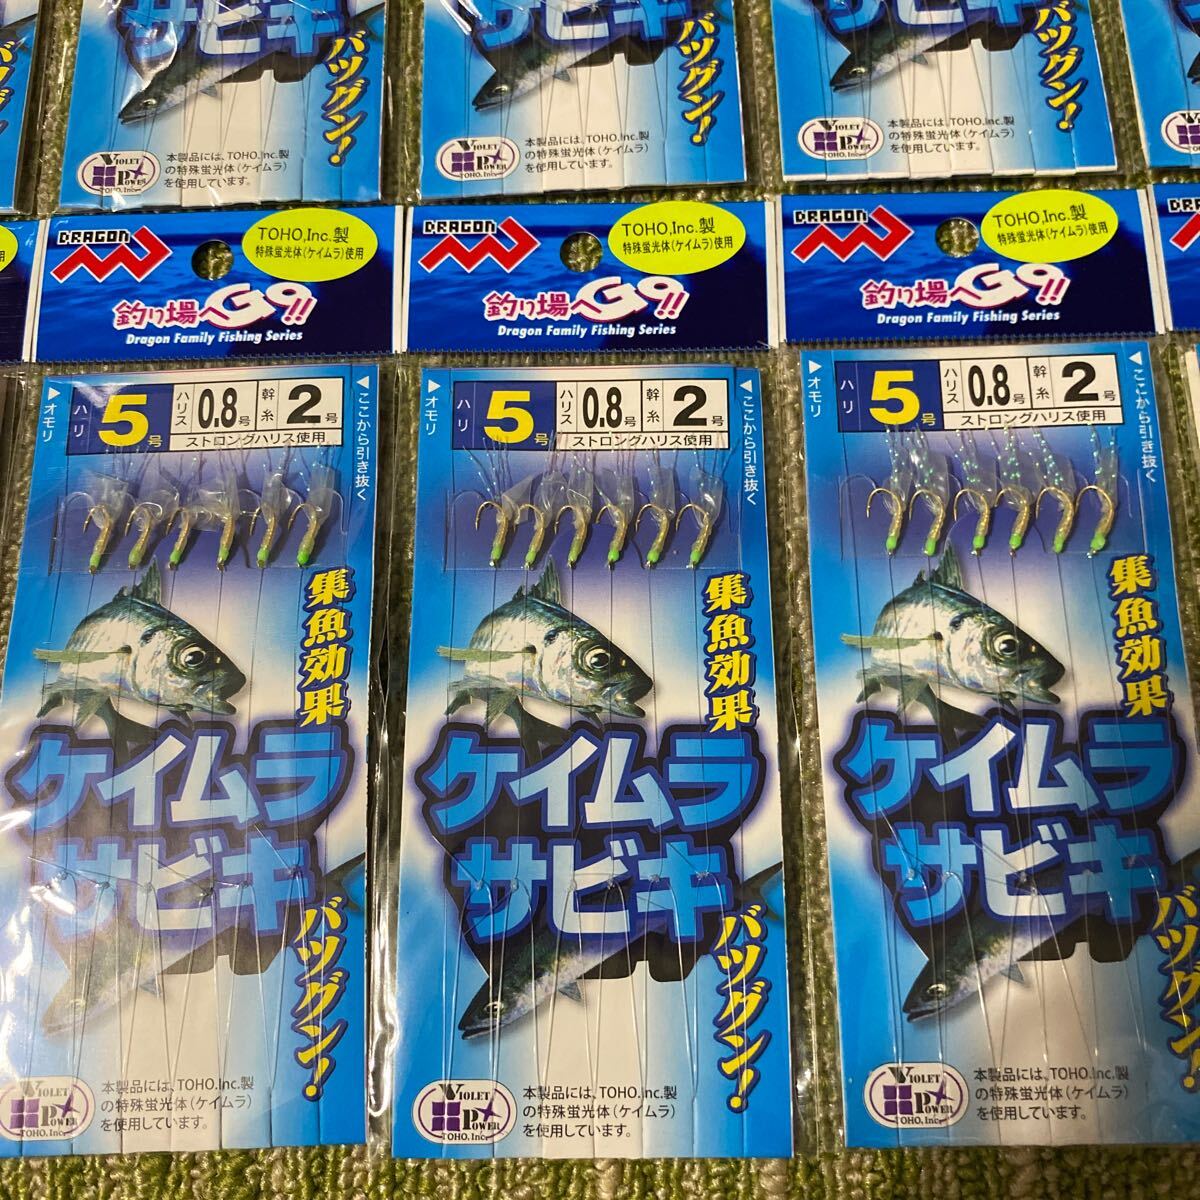 サビキ
バツグン!
VIOLET
POWER
TOHO, Inc.
本製品には、TOHO.Inc.製
の特殊蛍光体(ケイムラ)
を使用しています。
サビキ
バツグン!
VIOLET
POWER
TOHO, Inc.
本製品には、TOHO.Inc.製
の特殊蛍光体(ケイムラ)
を使用しています。
サビキ
バツグン!
VIOLET
POWER
TOHO, Inc.
本製品には、TOHO.Inc.製
の特殊蛍光体(ケイムラ)
を使用しています。
DRAGON
TOHO,Inc.製
特殊蛍光体(ケイムラ)使用
釣り場へGO!!
Dragon Family Fishing Series
◀オモリ
ハリ
5号
ハリス
0.8号
幹糸
2号
ストロングハリス使用
◀ここから引き抜く
集魚効果
ケイムラ
サビキ
バツグン!
VIOLET
POWER
TOHO, Inc.
本製品には、TOHO.Inc.製
の特殊蛍光体(ケイムラ)
を使用しています。
DRAGON
TOHO,Inc.製
特殊蛍光体(ケイムラ)使用
釣り場へGO!!
Dragon Family Fishing Series
◀オモリ
ハリ
5号
ハリス
0.8号
幹糸
2号
ストロングハリス使用
◀ここから引き抜く
集魚効果
ケイムラ
サビキ
バツグン!
VIOLET
POWER
TOHO, Inc.
本製品には、TOHO.Inc.製
の特殊蛍光体(ケイムラ)
を使用しています。
DRAGON
TOHO,Inc.製
特殊蛍光体(ケイムラ)使用
釣り場へGO!!
Dragon Family Fishing Series
◀オモリ
ハリ
5号
ハリス
0.8号
幹糸
2号
ストロングハリス使用
◀ここから引き抜く
集魚効果
ケイムラ
サビキ
バツグン!
VIOLET
POWER
TOHO, Inc.
本製品には、TOHO.Inc.製
の特殊蛍光体(ケイムラ)
を使用しています。